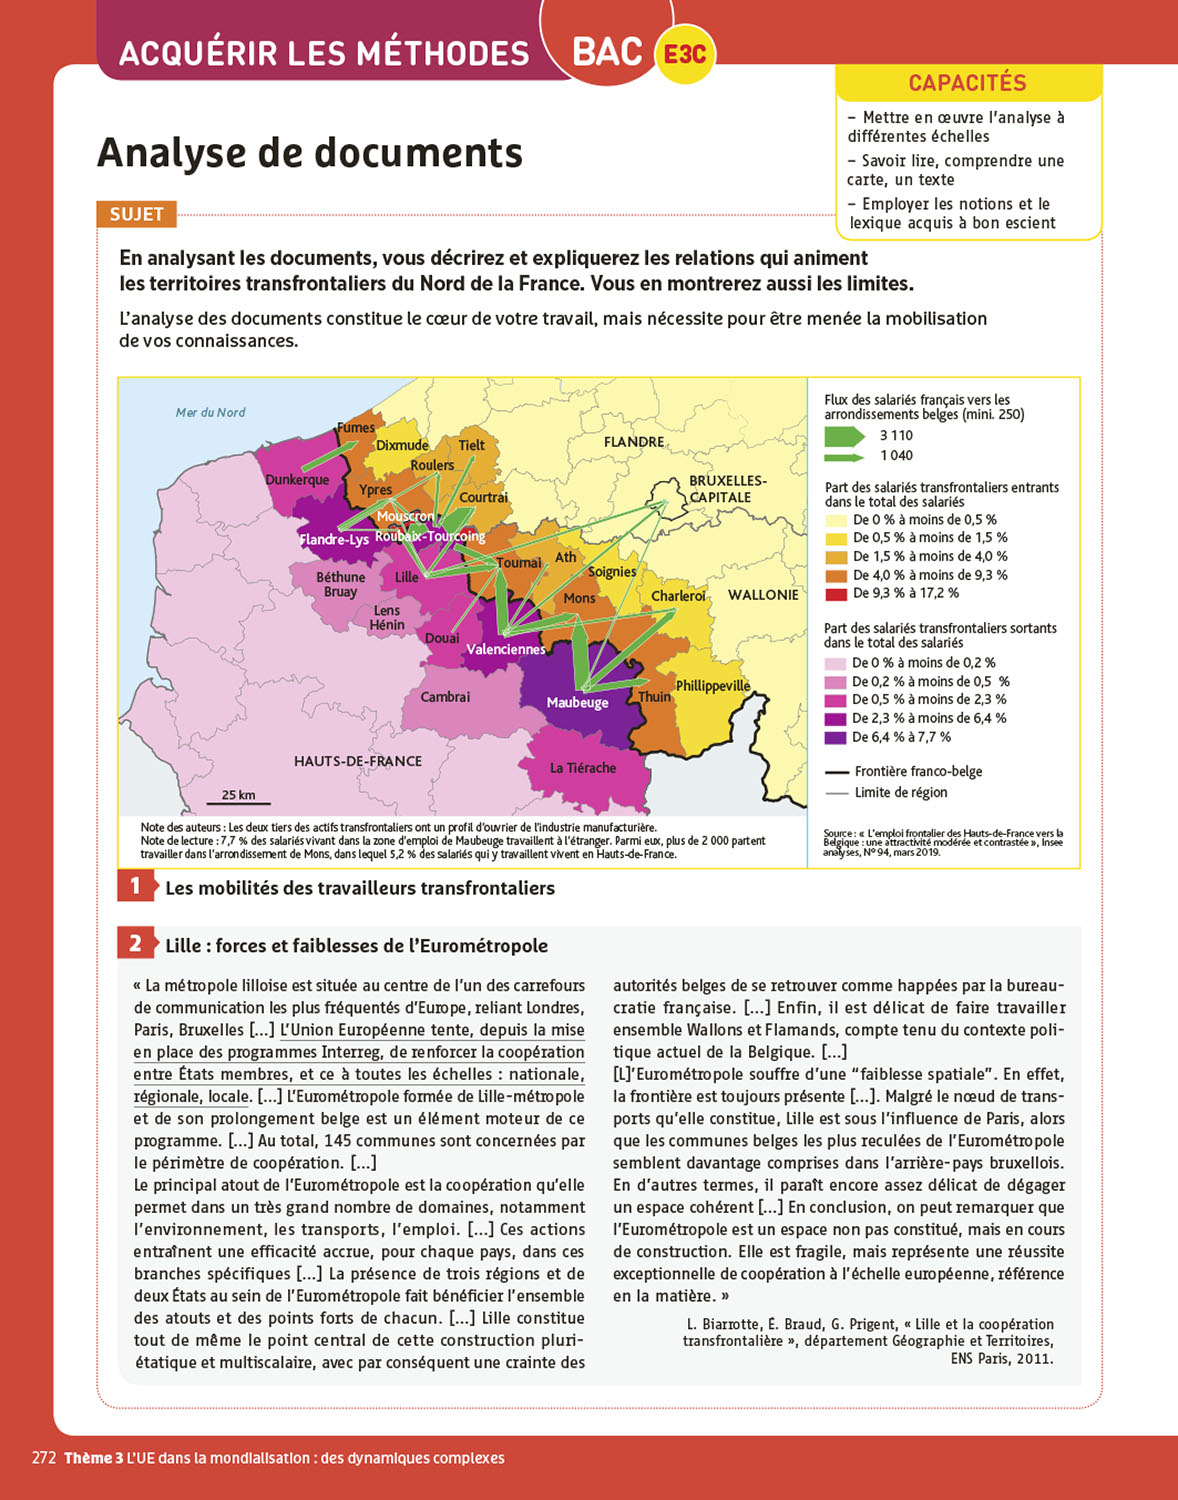 ACQUÉRIR LES MÉTHODES
BAC
E3C
CAPACITÉS
– Mettre en œuvre l'analyse à
différentes échelles
– Savoir lire, comprendre une
carte, un texte
– Employer les notions et le
lexique acquis à bon escient
Analyse de documents
SUJET
En analysant les documents, vous décrirez et expliquerez les relations qui animent
les territoires transfrontaliers du Nord de la France. Vous en montrerez aussi les limites.
L'analyse des documents constitue le cœur de votre travail, mais nécessite pour être menée la mobilisation
de vos connaissances.
Mer du Nord
Furnes
Dixmude
Tielt
FLANDRE
Roulers
Dunkerque
Ypres
Courtrai
BRUXELLES-
CAPITALE
Mouscron
Flandre-Lys
Roubaix-Tourcoing
Tournai
Ath
Soignies
Béthune
Bruay
Lille
Mons
Charleroi
WALLONIE
Lens
Hénin
Douai
Valenciennes
Cambrai
Maubeuge
Thuin
Phillippeville
HAUTS-DE-FRANCE
La Tiérache
25 km
Flux des salariés français vers les
arrondissements belges (mini. 250)
3 110
1 040
Part des salariés transfrontaliers entrants
dans le total des salariés
De 0 % à moins de 0,5 %
De 0,5 % à moins de 1,5 %
De 1,5 % à moins de 4,0 %
De 4,0 % à moins de 9,3 %
De 9,3 % à 17,2 %
Part des salariés transfrontaliers sortants
dans le total des salariés
De 0 % à moins de 0,2 %
De 0,2 % à moins de 0,5 %
De 0,5 % à moins de 2,3 %
De 2,3 % à moins de 6,4 %
De 6,4 % à 7,7 %
Frontière franco-belge
Limite de région
Source : « L'emploi frontalier des Hauts-de-France vers la
Belgique : une attractivité modérée et contrastée », Insee
analyses, N° 94, mars 2019.
Note des auteurs : Les deux tiers des actifs transfrontaliers ont un profil d'ouvrier de l'industrie manufacturière.
Note de lecture : 7,7 % des salariés vivant dans la zone d'emploi de Maubeuge travaillent à l'étranger. Parmi eux, plus de 2 000 partent
travailler dans l'arrondissement de Mons, dans lequel 5,2 % des salariés qui y travaillent vivent en Hauts-de-France.
1 Les mobilités des travailleurs transfrontaliers
2 Lille : forces et faiblesses de l'Eurométropole
« La métropole lilloise est située au centre de l'un des carrefours
de communication les plus fréquentés d'Europe, reliant Londres,
Paris, Bruxelles [...] L'Union Européenne tente, depuis la mise
en place des programmes Interreg, de renforcer la coopération
entre États membres, et ce à toutes les échelles : nationale,
régionale, locale. [...] L'Eurométropole formée de Lille-métropole
et de son prolongement belge est un élément moteur de ce
programme. [...] Au total, 145 communes sont concernées par
le périmètre de coopération. [...]
Le principal atout de l'Eurométropole est la coopération qu'elle
permet dans un très grand nombre de domaines, notamment
l'environnement, les transports, l'emploi. [...] Ces actions
entraînent une efficacité accrue, pour chaque pays, dans ces
branches spécifiques [...] La présence de trois régions et de
deux États au sein de l'Eurométropole fait bénéficier l'ensemble
des atouts et des points forts de chacun. [...] Lille constitue
tout de même le point central de cette construction pluri-
étatique et multiscalaire, avec par conséquent une crainte des
autorités belges de se retrouver comme happées par la bureau-
cratie française. [...] Enfin, il est délicat de faire travailler
ensemble Wallons et Flamands, compte tenu du contexte poli-
tique actuel de la Belgique. [...]
[L]'Eurométropole souffre d'une "faiblesse spatiale". En effet,
la frontière est toujours présente [...]. Malgré le nœud de trans-
ports qu'elle constitue, Lille est sous l'influence de Paris, alors
que les communes belges les plus reculées de l'Eurométropole
semblent davantage comprises dans l'arrière-pays bruxellois.
En d'autres termes, il paraît encore assez délicat de dégager
un espace cohérent [...] En conclusion, on peut remarquer que
l'Eurométropole est un espace non pas constitué, mais en cours
de construction. Elle est fragile, mais représente une réussite
exceptionnelle de coopération à l'échelle européenne, référence
en la matière. »
L. Biarrotte, É. Braud, G. Prigent, « Lille et la coopération
transfrontalière », département Géographie et Territoires,
ENS Paris, 2011.
272 Thème 3 L'UE dans la mondialisation : des dynamiques complexes